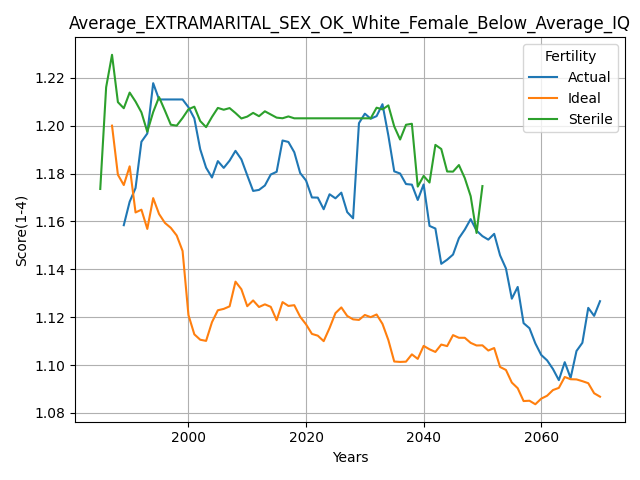 Average_EXTRAMARITAL_SEX_OK_White_Female_Below_Average_IQ
Fertility
Actual
Ideal
Sterile
1.22
1.20
1.18
1.16
1.14
1.12
1.10
1.08
Score(1-4)
2000 2020 2040 2060
Years